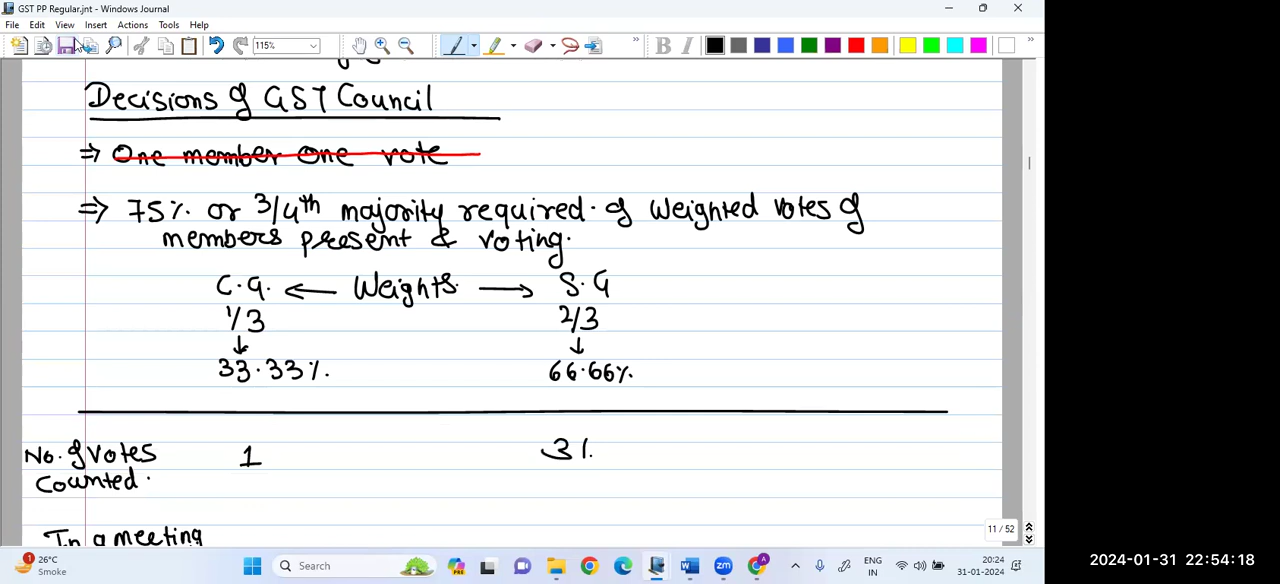 GST PP Regular.jnt - Windows Journal
File Edit View Insert Actions Tools Help
115%
Decisions of GST Council
⇒ One member one vote
⇒ 75% or 3/4th majority required. of weighted votes of
members present & voting.
C.G. ← Weights. → S.G
1/3 2/3
↓ ↓
33.33%. 66.66%.
No. of votes 1 31.
Counted.
In a meeting
11 / 52
26°C
Smoke
Search
ENG
IN
20:24
31-01-2024
2024-01-31 22:54:18